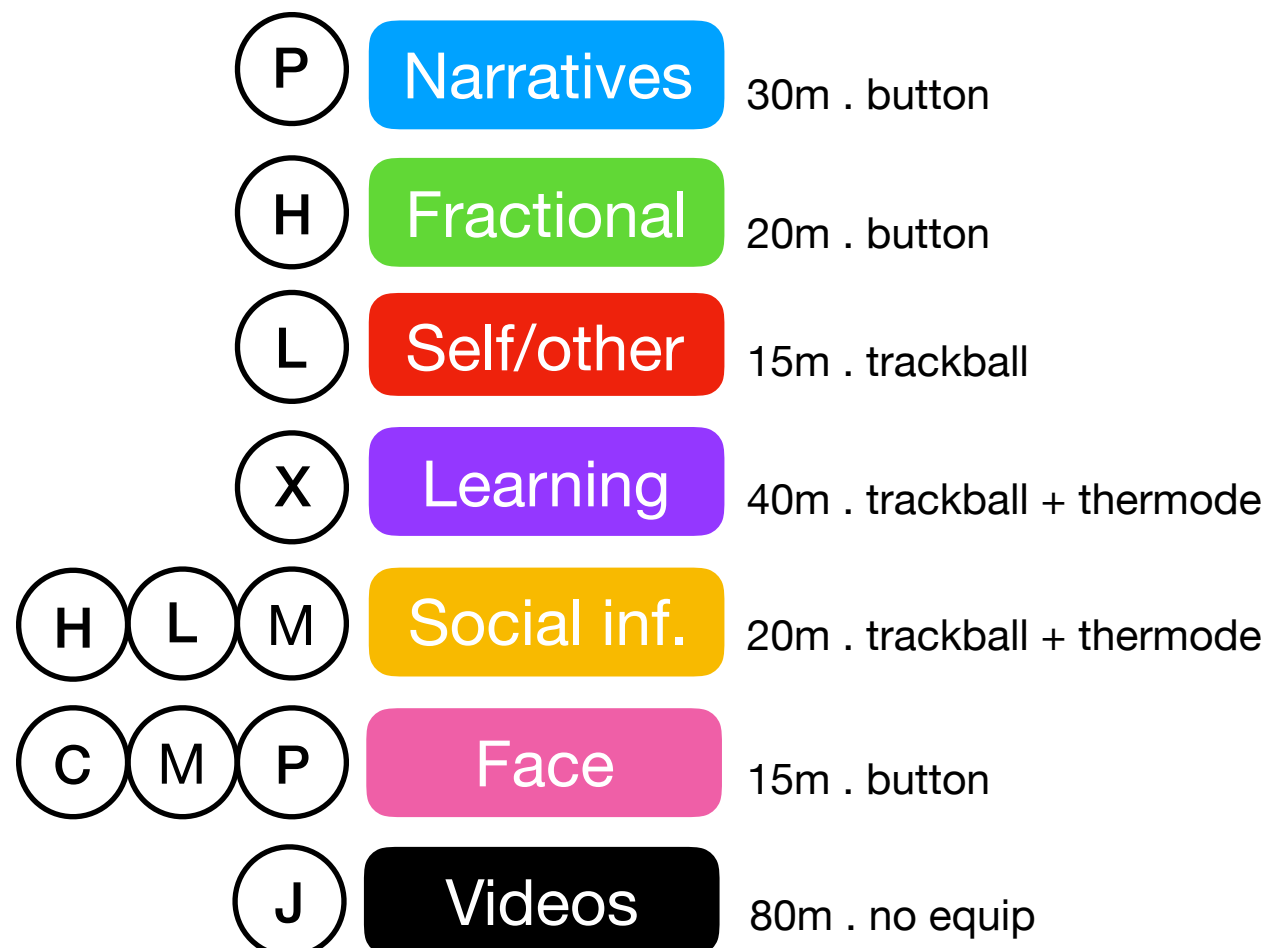 P Narratives 30m . button
H Fractional 20m . button
L Self/other 15m . trackball
X Learning 40m . trackball + thermode
H L M Social inf. 20m . trackball + thermode
C M P Face 15m . button
J Videos 80m . no equip